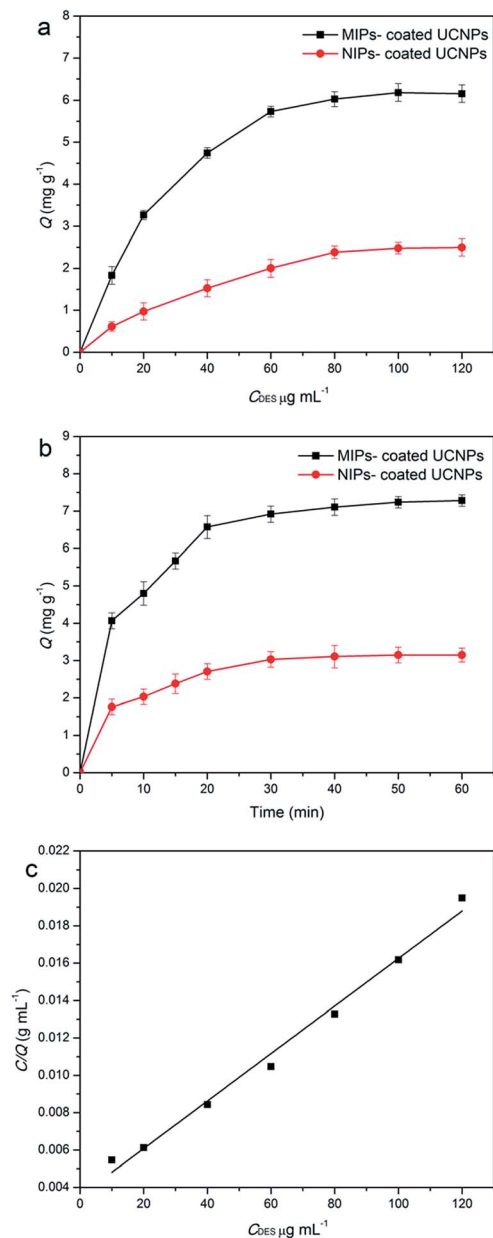 a
MIPs- coated UCNPs
NIPs- coated UCNPs
8
7
6
5
4
3
2
1
0
Q (mg g⁻¹)
0 20 40 60 80 100 120
C_DES μg mL⁻¹
b
MIPs- coated UCNPs
NIPs- coated UCNPs
9
8
7
6
5
4
3
2
1
0
Q (mg g⁻¹)
0 10 20 30 40 50 60
Time (min)
c
0.022
0.020
0.018
0.016
0.014
0.012
0.010
0.008
0.006
0.004
C/Q (g mL⁻¹)
0 20 40 60 80 100 120
C_DES μg mL⁻¹